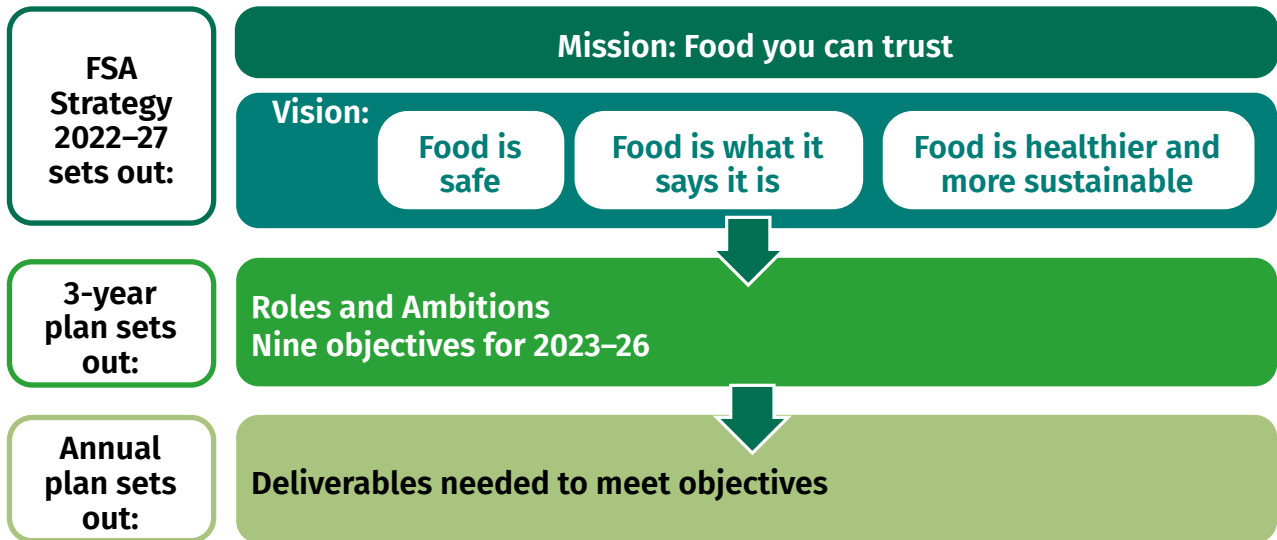 FSA
Strategy
2022–27
sets out:
Mission: Food you can trust
Vision:
Food is
safe
Food is what it
says it is
Food is healthier and
more sustainable
3-year
plan sets
out:
Roles and Ambitions
Nine objectives for 2023–26
Annual
plan sets
out:
Deliverables needed to meet objectives